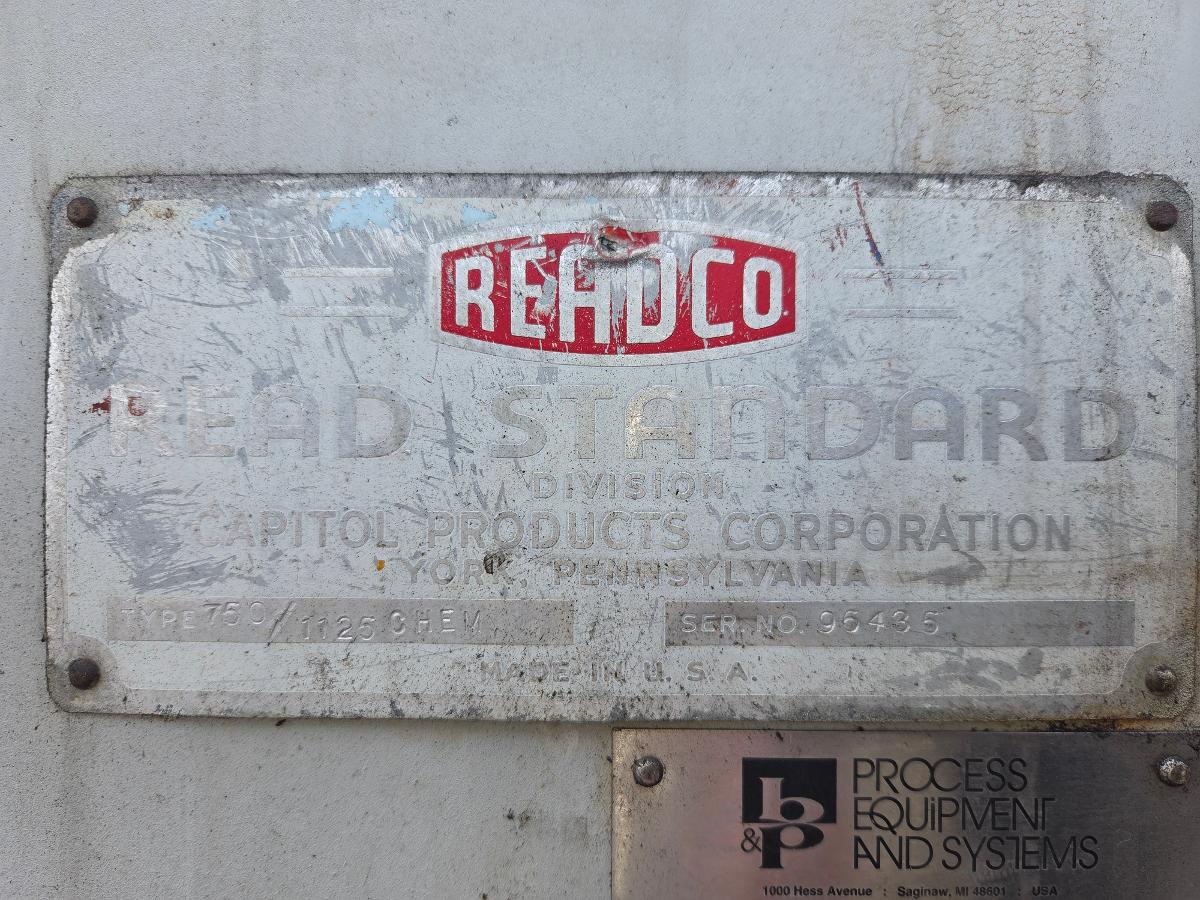 READCO
READ STANDARD
DIVISION
CAPITOL PRODUCTS CORPORATION
YORK, PENNSYLVANIA
TYPE 750/1125 CHEM SER. NO. 96435
MADE IN U. S. A.
b&p PROCESS
EQUIPMENT
AND SYSTEMS
1000 Hess Avenue : Saginaw, MI 48601 : USA